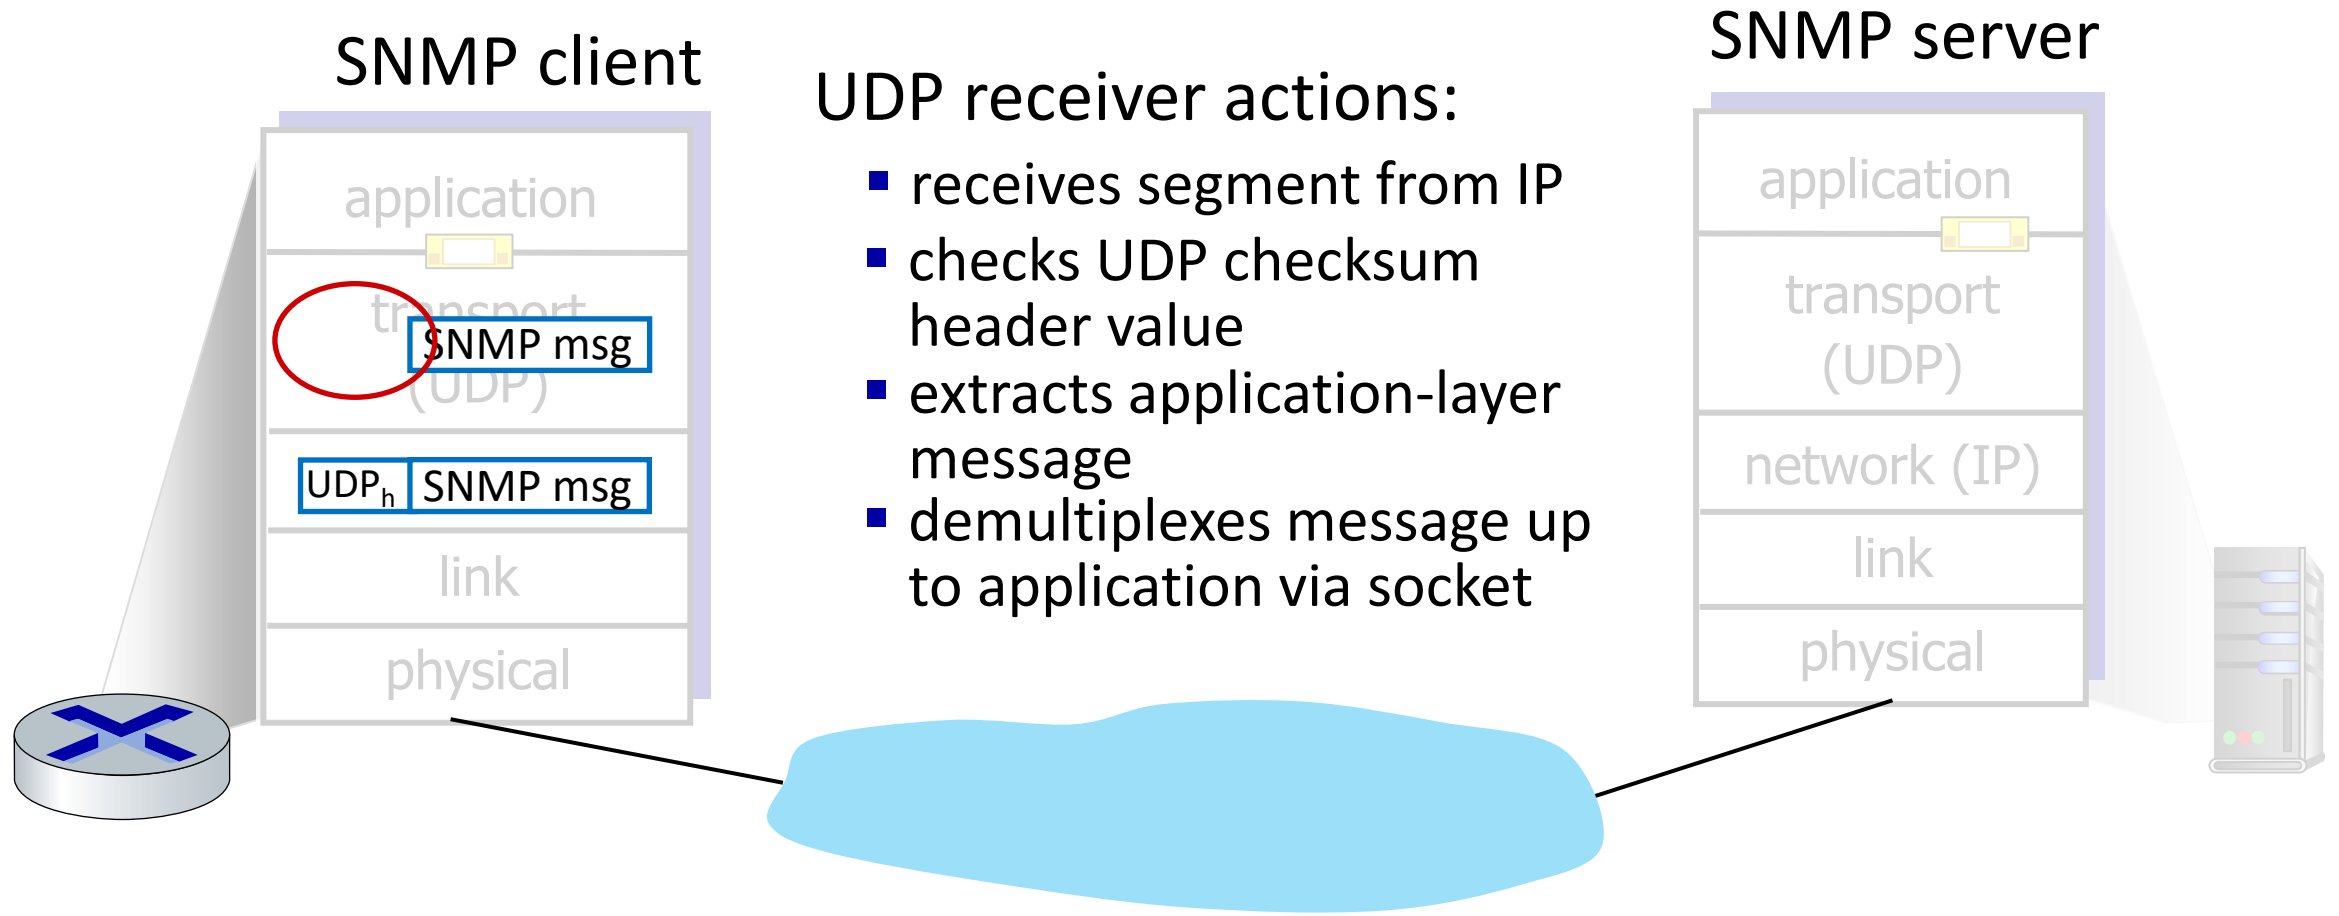 SNMP client
application
transport
SNMP msg
(UDP)
UDPh SNMP msg
link
physical
UDP receiver actions:
▪ receives segment from IP
▪ checks UDP checksum
header value
▪ extracts application-layer
message
▪ demultiplexes message up
to application via socket
SNMP server
application
transport
(UDP)
network (IP)
link
physical